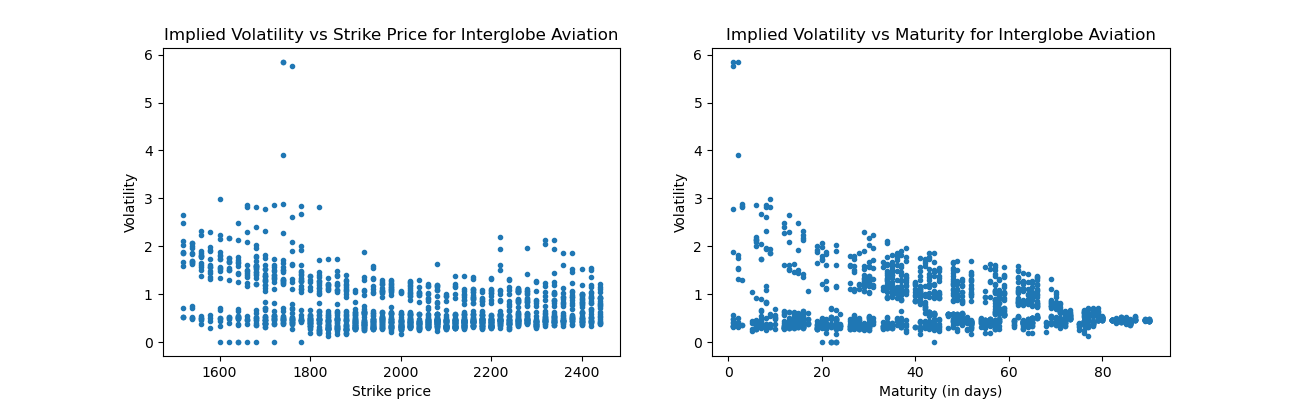 Implied Volatility vs Strike Price for Interglobe Aviation
6
5
4
3
2
1
0
Volatility
1600 1800 2000 2200 2400
Strike price
Implied Volatility vs Maturity for Interglobe Aviation
6
5
4
3
2
1
0
Volatility
0 20 40 60 80
Maturity (in days)